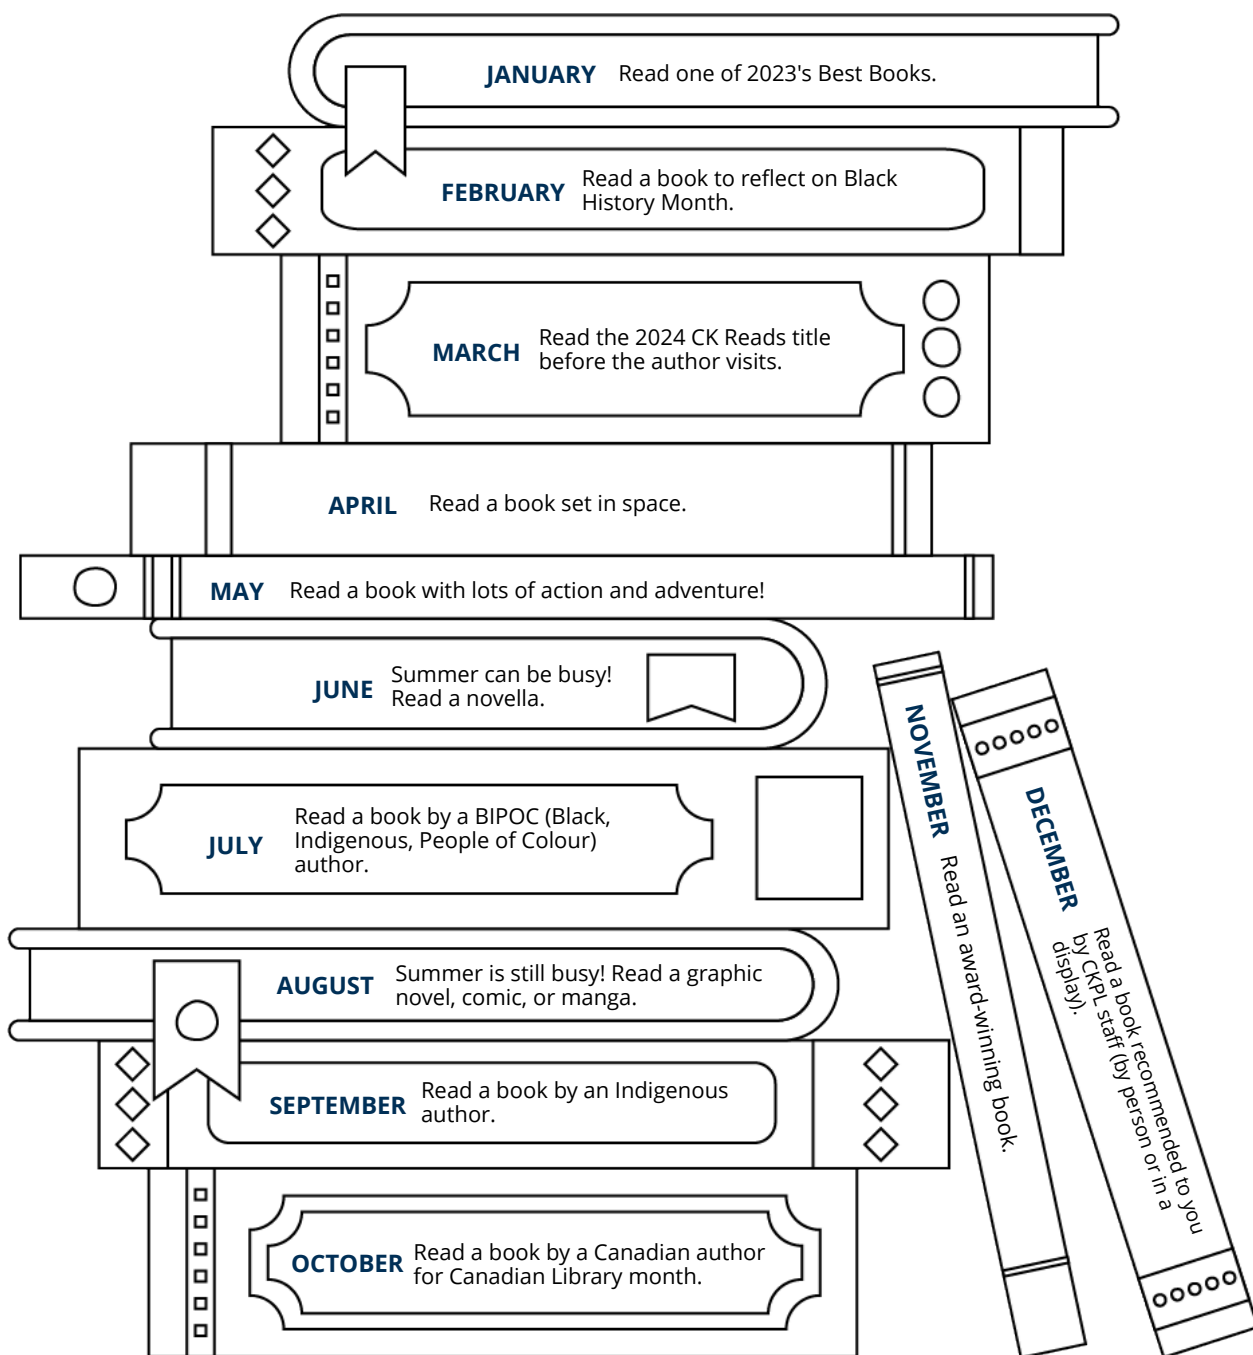 JANUARY Read one of 2023's Best Books.
FEBRUARY Read a book to reflect on Black
History Month.
MARCH Read the 2024 CK Reads title
before the author visits.
APRIL Read a book set in space.
MAY Read a book with lots of action and adventure!
JUNE Summer can be busy!
Read a novella.
JULY Read a book by a BIPOC (Black,
Indigenous, People of Colour)
author.
AUGUST Summer is still busy! Read a graphic
novel, comic, or manga.
SEPTEMBER Read a book by an Indigenous
author.
OCTOBER Read a book by a Canadian author
for Canadian Library month.
NOVEMBER Read an award-winning book.
DECEMBER Read a book recommended to you
by CKPL staff (by person or in a
display).